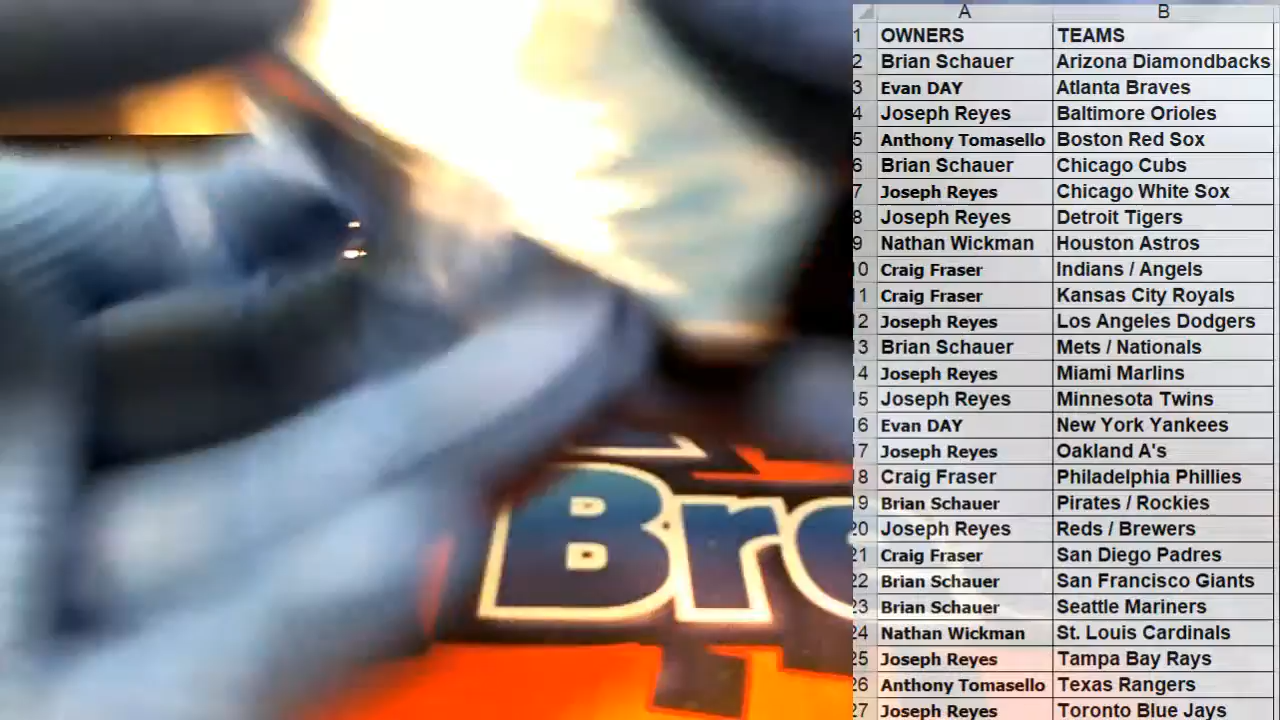 A B
1 OWNERS TEAMS
2 Brian Schauer Arizona Diamondbacks
3 Evan DAY Atlanta Braves
4 Joseph Reyes Baltimore Orioles
5 Anthony Tomasello Boston Red Sox
6 Brian Schauer Chicago Cubs
7 Joseph Reyes Chicago White Sox
8 Joseph Reyes Detroit Tigers
9 Nathan Wickman Houston Astros
10 Craig Fraser Indians / Angels
11 Craig Fraser Kansas City Royals
12 Joseph Reyes Los Angeles Dodgers
13 Brian Schauer Mets / Nationals
14 Joseph Reyes Miami Marlins
15 Joseph Reyes Minnesota Twins
16 Evan DAY New York Yankees
17 Joseph Reyes Oakland A's
18 Craig Fraser Philadelphia Phillies
19 Brian Schauer Pirates / Rockies
20 Joseph Reyes Reds / Brewers
21 Craig Fraser San Diego Padres
22 Brian Schauer San Francisco Giants
23 Brian Schauer Seattle Mariners
24 Nathan Wickman St. Louis Cardinals
25 Joseph Reyes Tampa Bay Rays
26 Anthony Tomasello Texas Rangers
27 Joseph Reyes Toronto Blue Jays